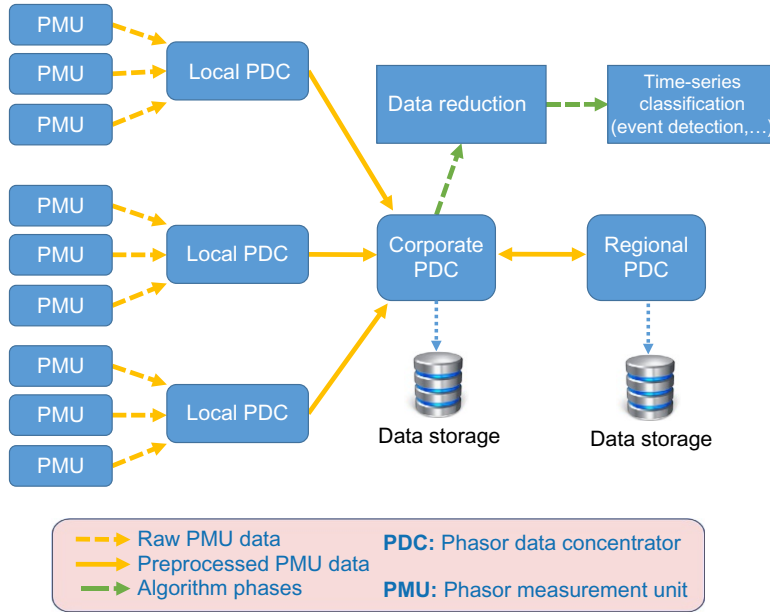 PMU
PMU
PMU
Local PDC
Data reduction
Time-series
classification
(event detection,...)
PMU
PMU
PMU
Local PDC
Corporate
PDC
Regional
PDC
PMU
PMU
PMU
Local PDC
Data storage
Data storage
Raw PMU data
Preprocessed PMU data
Algorithm phases
PDC: Phasor data concentrator
PMU: Phasor measurement unit